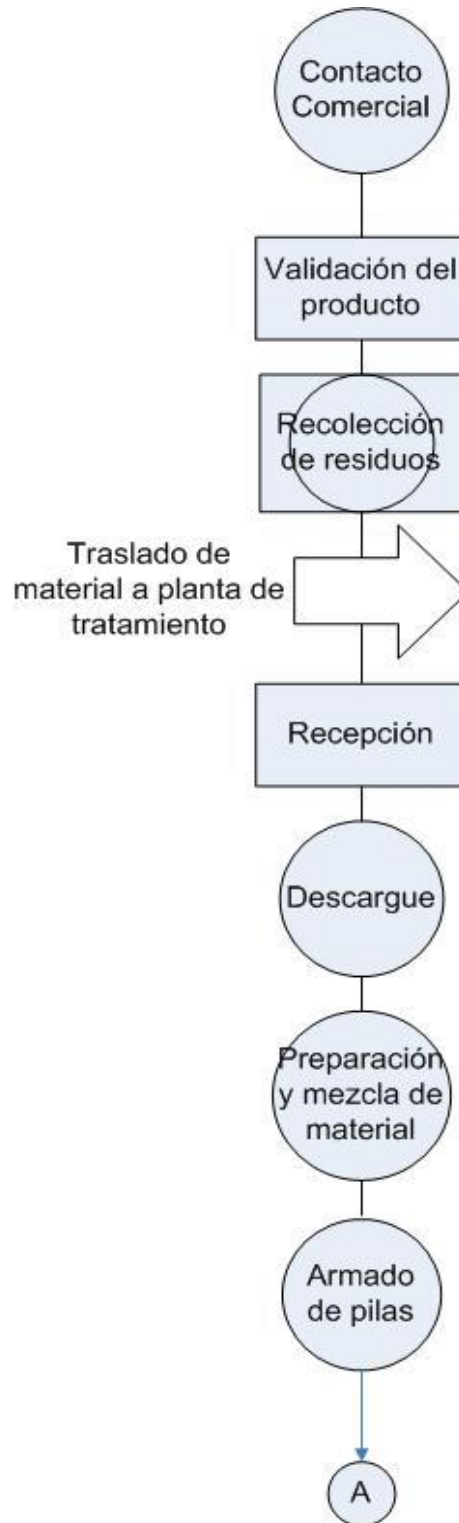 Contacto
Comercial
Validación del
producto
Recolección
de residuos
Traslado de
material a planta de
tratamiento
Recepción
Descargue
Preparación
y mezcla de
material
Armado
de pilas
A